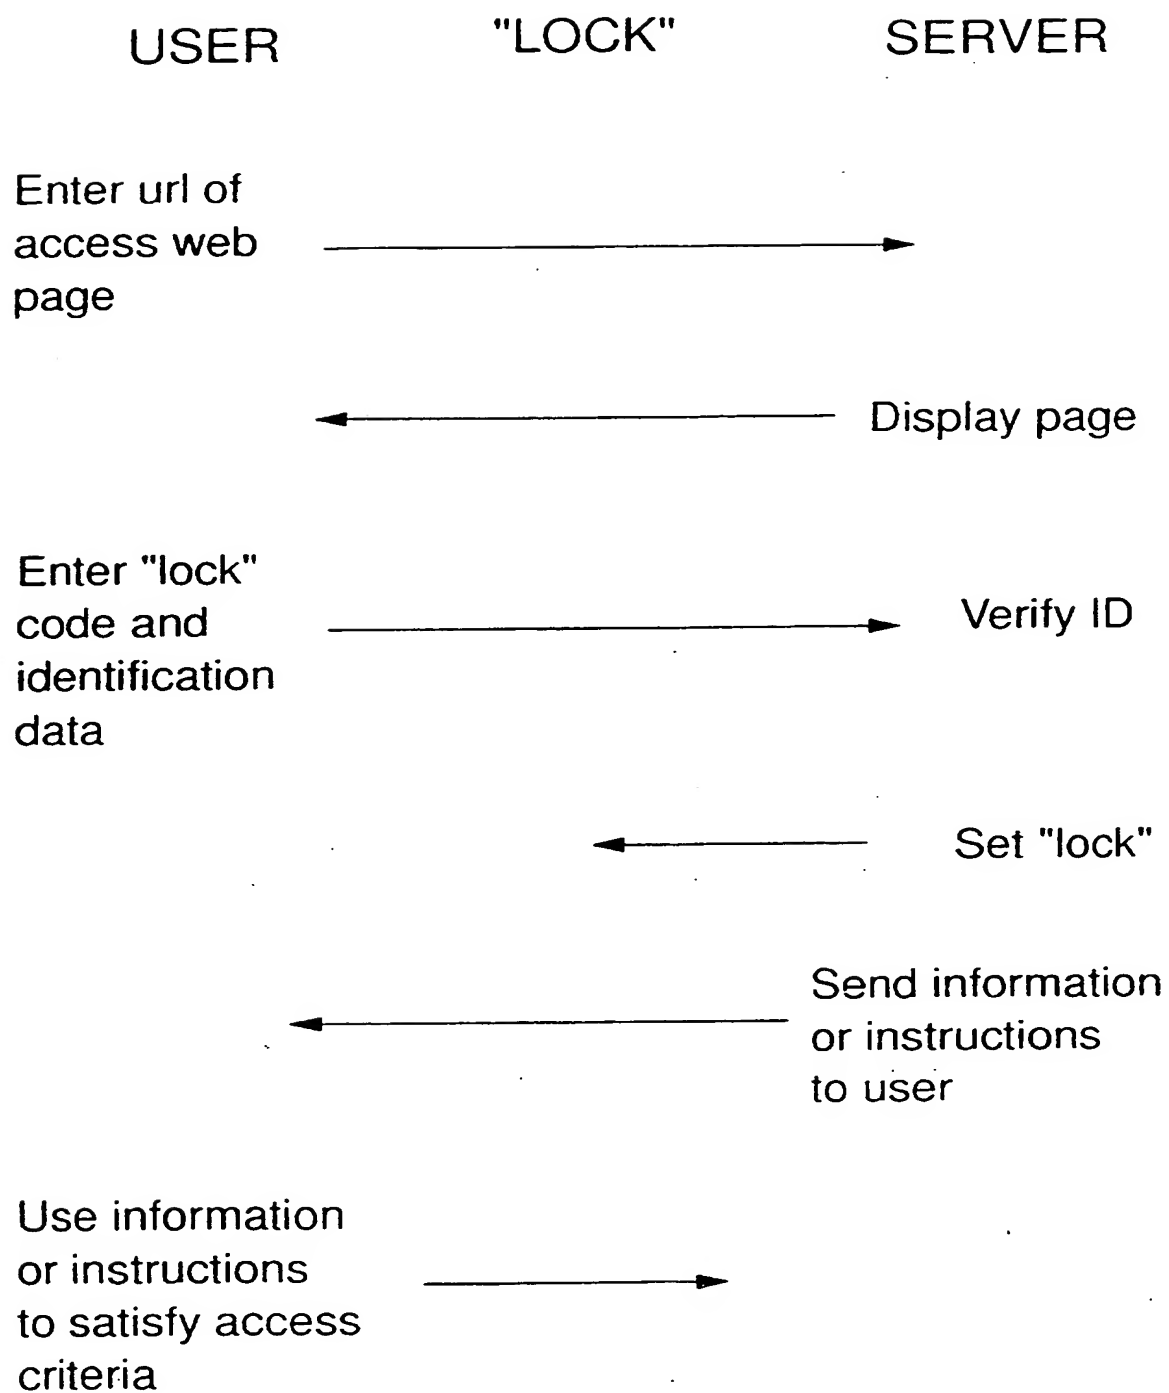 USER "LOCK" SERVER
Enter url of
access web
page
Display page
Enter "lock"
code and
identification
data
Verify ID
Set "lock"
Send information
or instructions
to user
Use information
or instructions
to satisfy access
criteria